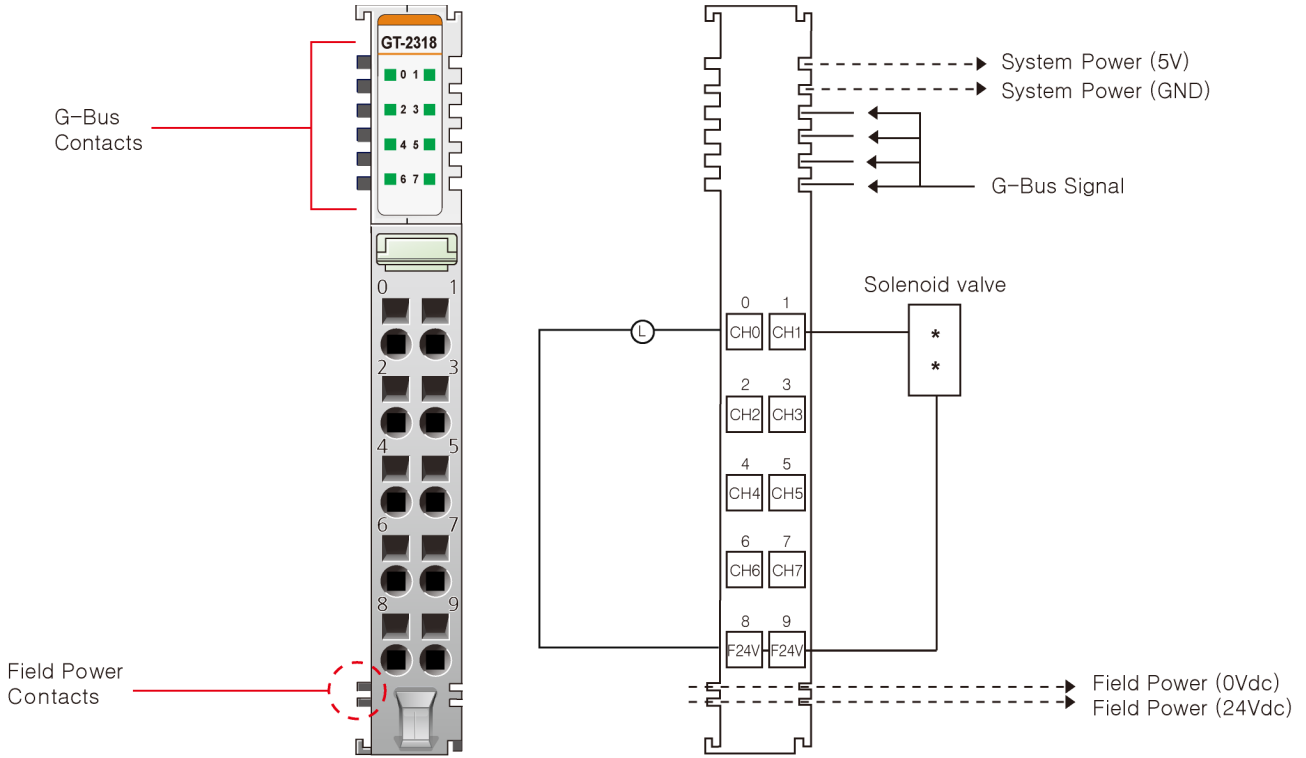 GT-2318
0 1
2 3
4 5
6 7
G-Bus
Contacts
0 1
2 3
4 5
6 7
8 9
Field Power
Contacts
System Power (5V)
System Power (GND)
G-Bus Signal
Solenoid valve
* 
*
L
0 1
CH0 CH1
2 3
CH2 CH3
4 5
CH4 CH5
6 7
CH6 CH7
8 9
F24V F24V
Field Power (0Vdc)
Field Power (24Vdc)